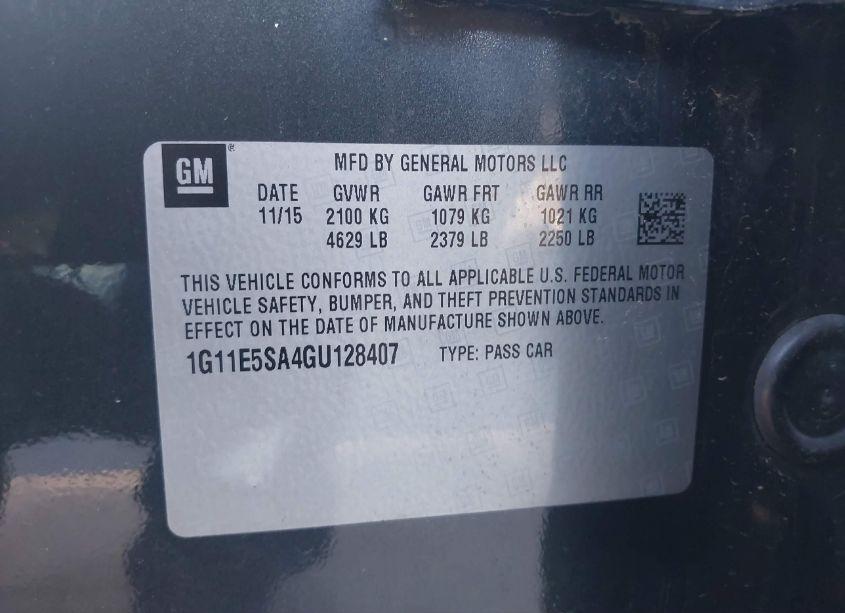 GM®
MFD BY GENERAL MOTORS LLC
DATE GVWR GAWR FRT GAWR RR
11/15 2100 KG 1079 KG 1021 KG
4629 LB 2379 LB 2250 LB
THIS VEHICLE CONFORMS TO ALL APPLICABLE U.S. FEDERAL MOTOR
VEHICLE SAFETY, BUMPER, AND THEFT PREVENTION STANDARDS IN
EFFECT ON THE DATE OF MANUFACTURE SHOWN ABOVE.
1G11E5SA4GU128407 TYPE: PASS CAR